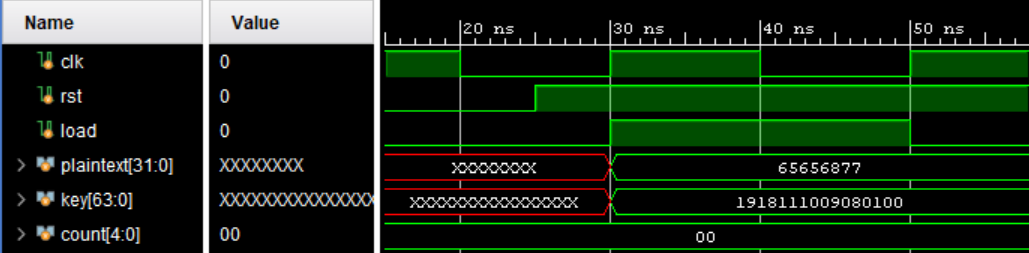 Name Value 20 ns 30 ns 40 ns 50 ns
clk 0
rst 0
load 0
plaintext[31:0] XXXXXXXX XXXXXXXX 65656877
key[63:0] XXXXXXXXXXXXXXX XXXXXXXXXXXXXXXX 1918111009080100
count[4:0] 00 00